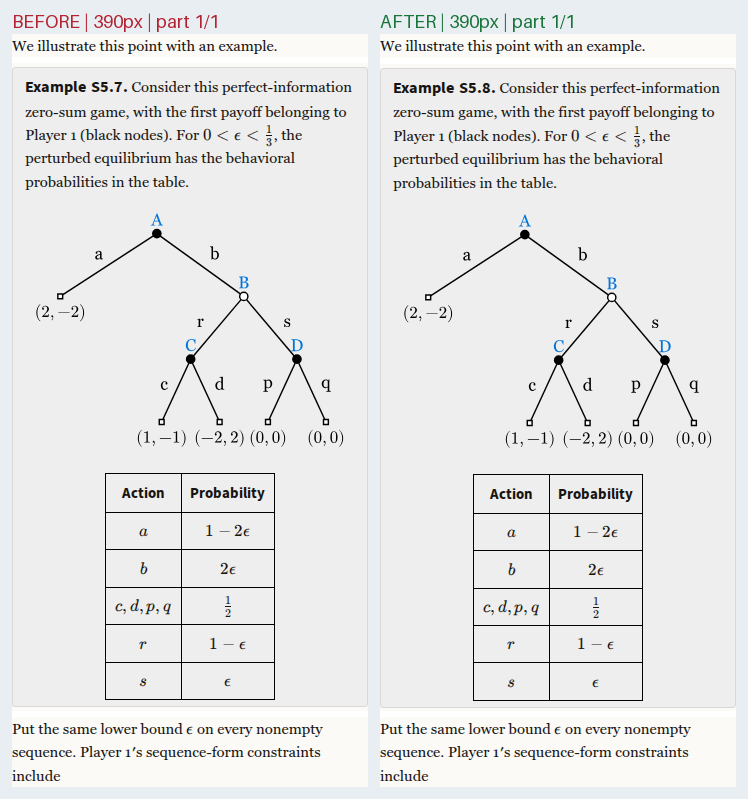 BEFORE | 390px | part 1/1
We illustrate this point with an example.
Example S5.7. Consider this perfect-information
zero-sum game, with the first payoff belonging to
Player 1 (black nodes). For 0 < ϵ < 1/3, the
perturbed equilibrium has the behavioral
probabilities in the table.
A
a b
B
(2, −2)
r s
C D
c d p q
(1, −1) (−2, 2) (0, 0) (0, 0)
Action Probability
a 1 − 2ϵ
b 2ϵ
c, d, p, q 1/2
r 1 − ϵ
s ϵ
Put the same lower bound ϵ on every nonempty
sequence. Player 1′s sequence-form constraints
include
AFTER | 390px | part 1/1
We illustrate this point with an example.
Example S5.8. Consider this perfect-information
zero-sum game, with the first payoff belonging to
Player 1 (black nodes). For 0 < ϵ < 1/3, the
perturbed equilibrium has the behavioral
probabilities in the table.
A
a b
B
(2, −2)
r s
C D
c d p q
(1, −1) (−2, 2) (0, 0) (0, 0)
Action Probability
a 1 − 2ϵ
b 2ϵ
c, d, p, q 1/2
r 1 − ϵ
s ϵ
Put the same lower bound ϵ on every nonempty
sequence. Player 1′s sequence-form constraints
include